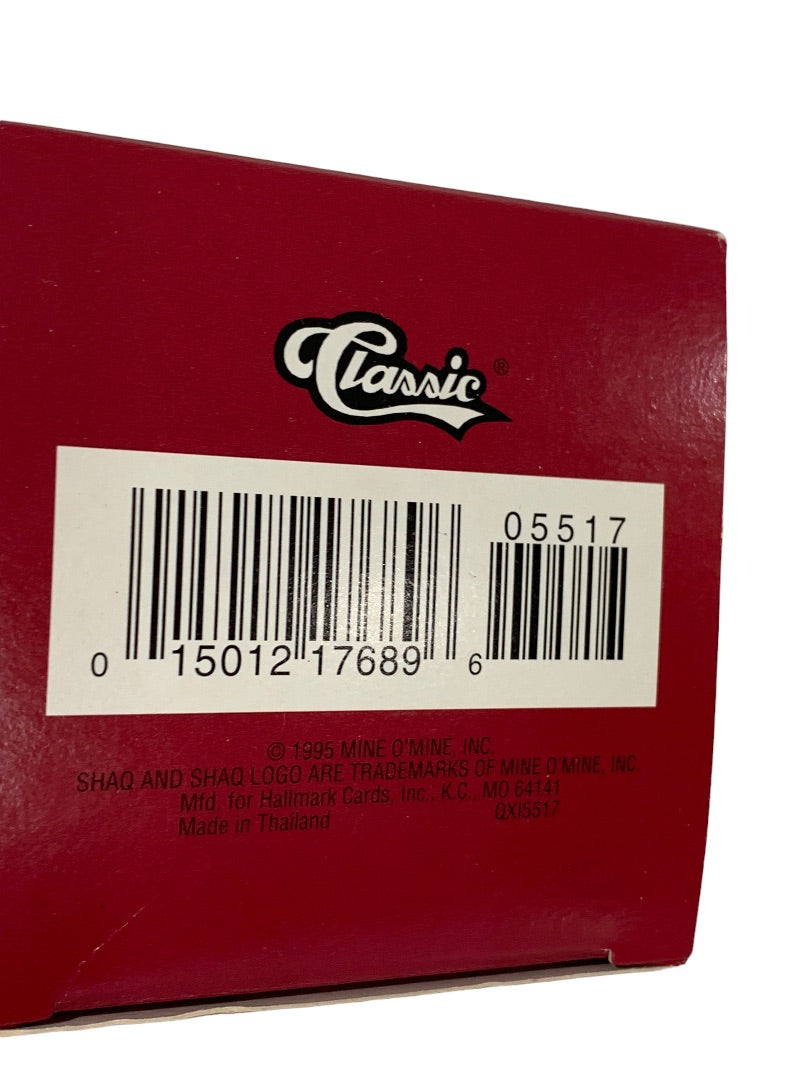 Classic®
05517
0 15012 17689 6
© 1995 MINE O'MINE, INC.
SHAQ AND SHAQ LOGO ARE TRADEMARKS OF MINE O'MINE, INC.
Mfd. for Hallmark Cards, Inc., K.C., MO 64141
Made in Thailand QXI5517